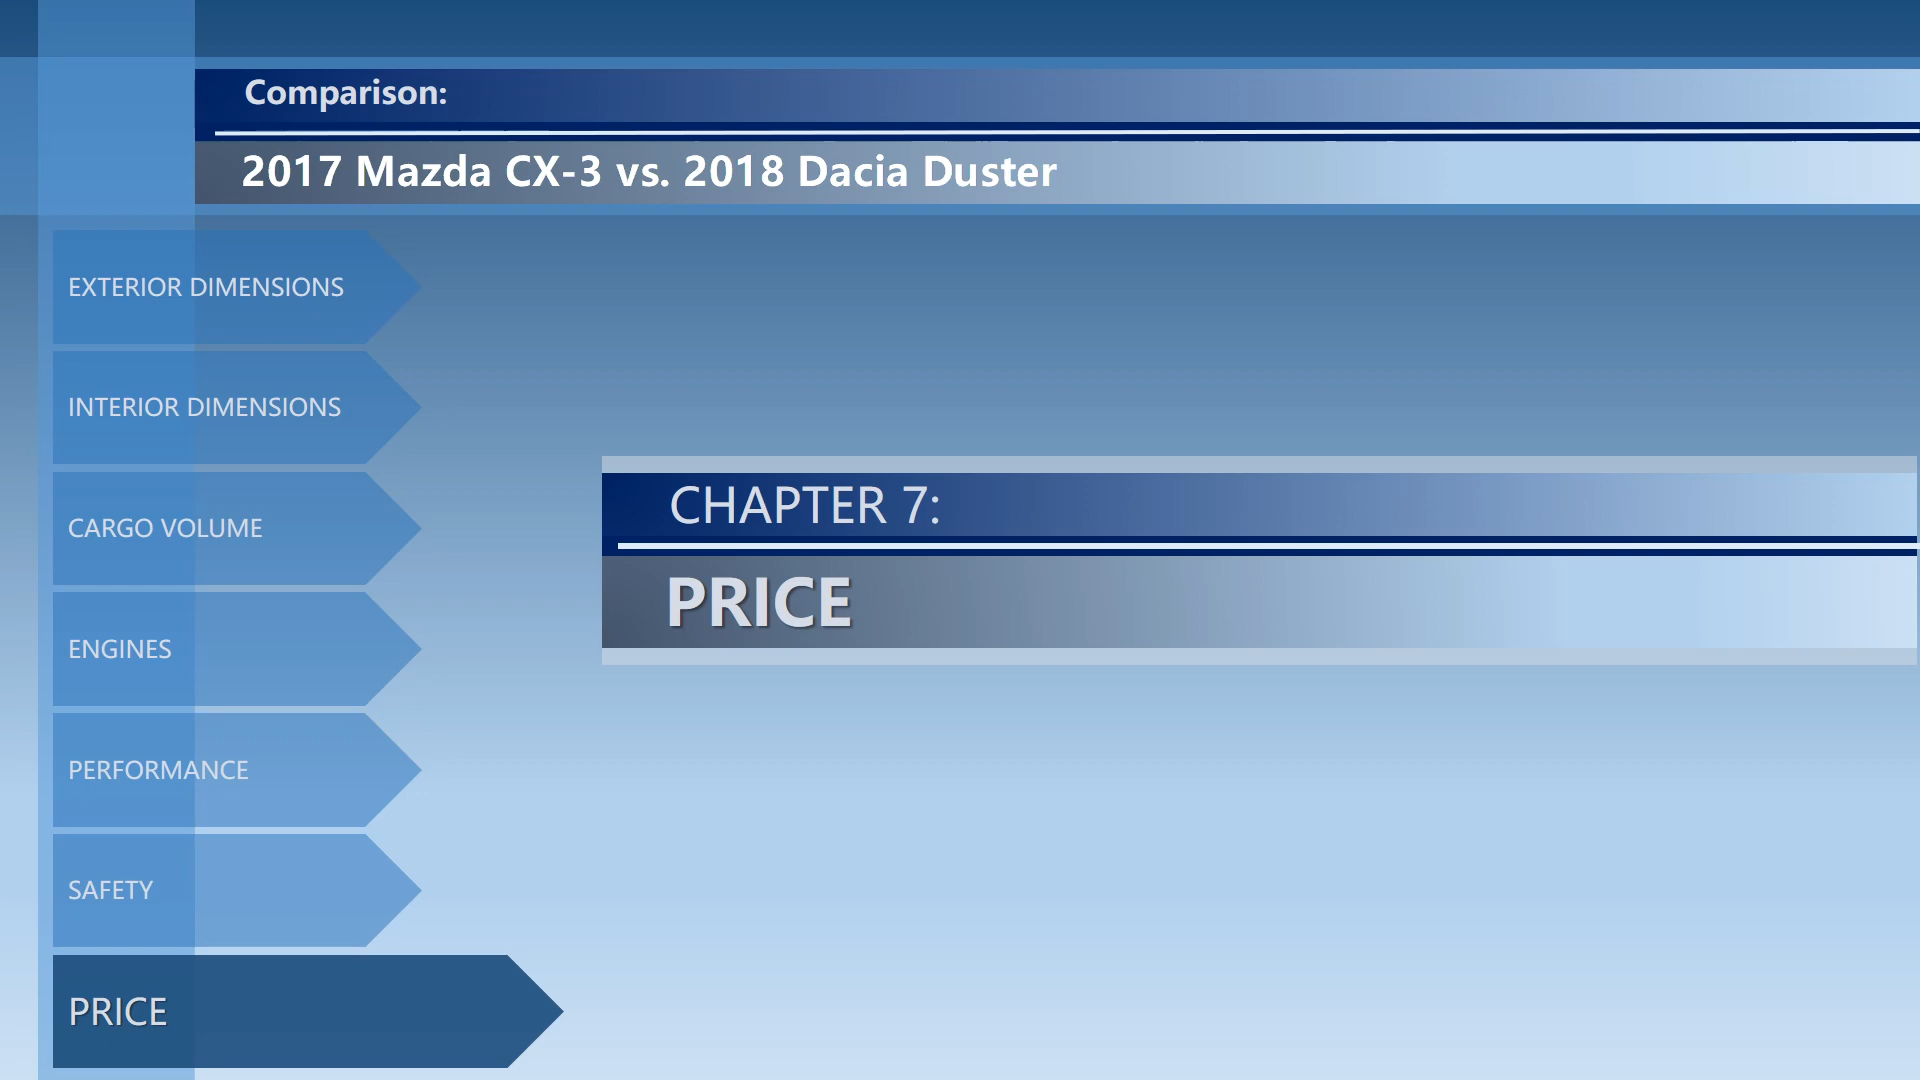 Comparison:
2017 Mazda CX-3 vs. 2018 Dacia Duster
EXTERIOR DIMENSIONS
INTERIOR DIMENSIONS
CARGO VOLUME
ENGINES
PERFORMANCE
SAFETY
PRICE
CHAPTER 7:
PRICE